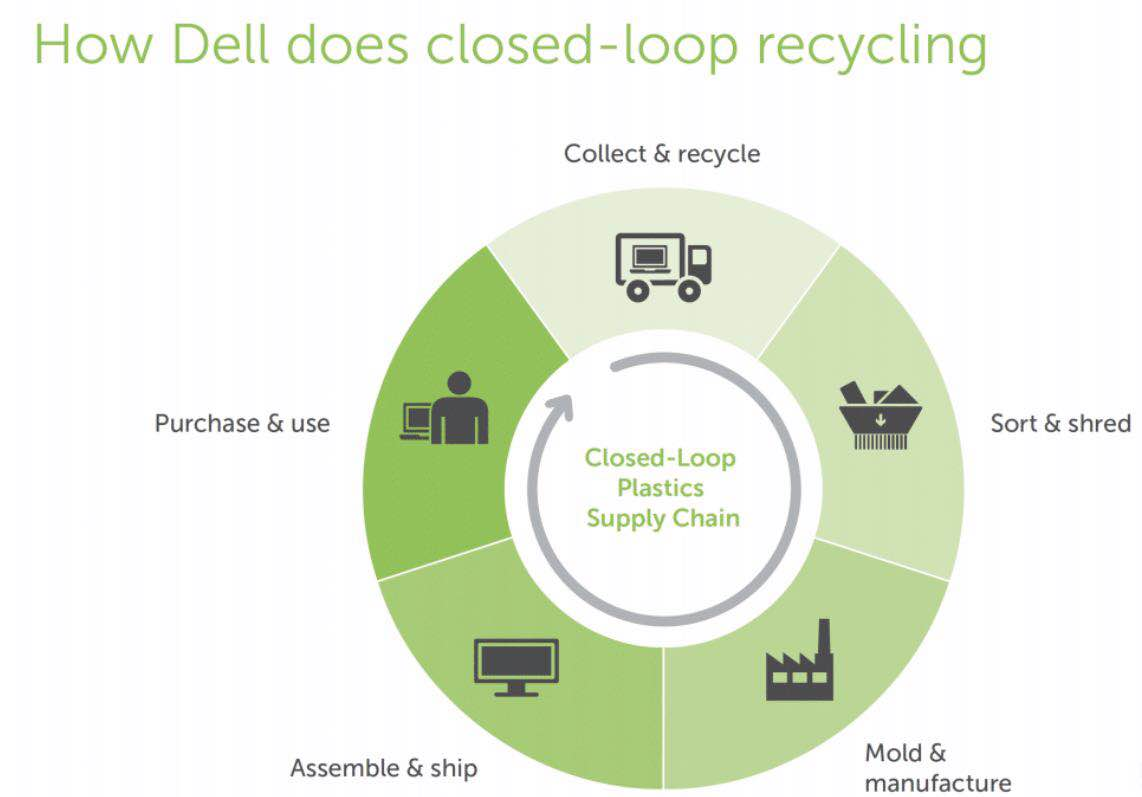 How Dell does closed-loop recycling
Collect & recycle
Purchase & use
Sort & shred
Closed-Loop
Plastics
Supply Chain
Assemble & ship
Mold &
manufacture